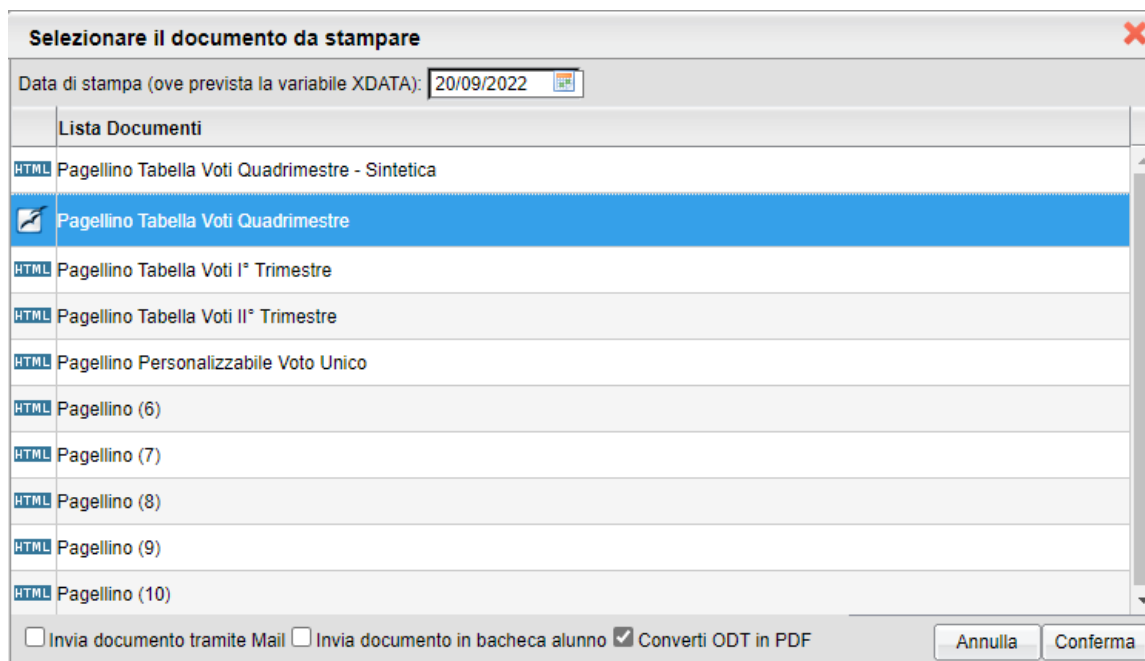 Selezionare il documento da stampare
Data di stampa (ove prevista la variabile XDATA): 20/09/2022
Lista Documenti
HTML Pagellino Tabella Voti Quadrimestre - Sintetica
Pagellino Tabella Voti Quadrimestre
HTML Pagellino Tabella Voti I° Trimestre
HTML Pagellino Tabella Voti II° Trimestre
HTML Pagellino Personalizzabile Voto Unico
HTML Pagellino (6)
HTML Pagellino (7)
HTML Pagellino (8)
HTML Pagellino (9)
HTML Pagellino (10)
Invia documento tramite Mail Invia documento in bacheca alunno Converti ODT in PDF Annulla Conferma